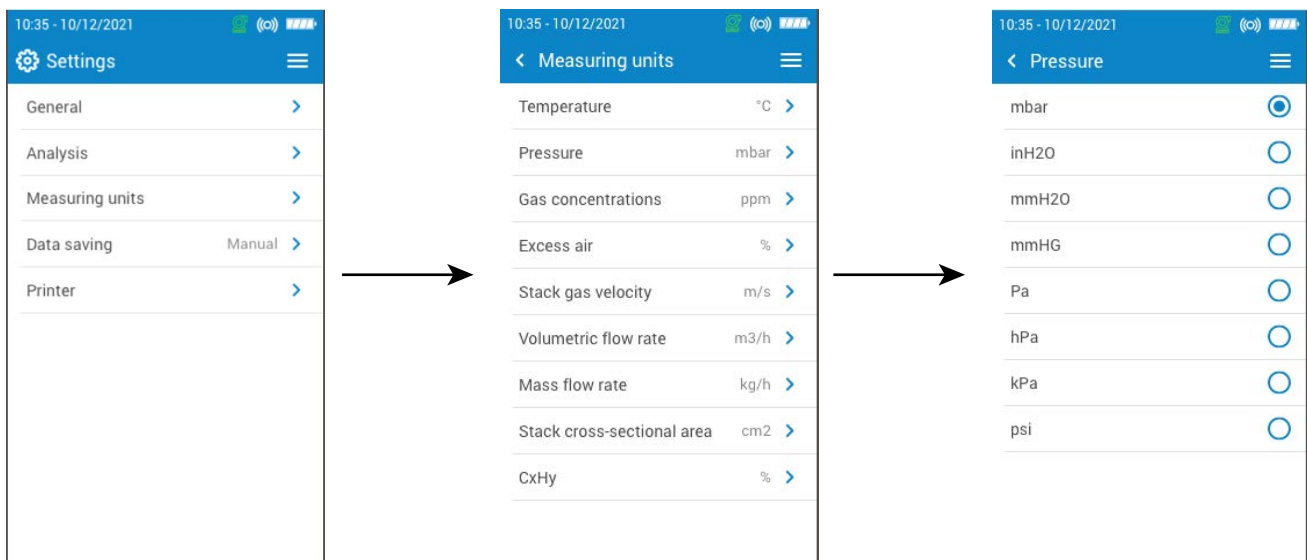 10:35 - 10/12/2021
Settings
General
Analysis
Measuring units
Data saving Manual
Printer
10:35 - 10/12/2021
Measuring units
Temperature °C
Pressure mbar
Gas concentrations ppm
Excess air %
Stack gas velocity m/s
Volumetric flow rate m3/h
Mass flow rate kg/h
Stack cross-sectional area cm2
CxHy %
10:35 - 10/12/2021
Pressure
mbar
inH2O
mmH2O
mmHG
Pa
hPa
kPa
psi